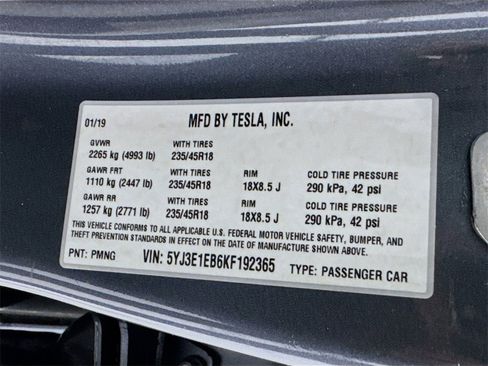 01/19 MFD BY TESLA, INC.
GVWR WITH TIRES
2265 kg (4993 lb) 235/45R18
GAWR FRT WITH TIRES RIM COLD TIRE PRESSURE
1110 kg (2447 lb) 235/45R18 18X8.5 J 290 kPa, 42 psi
GAWR RR WITH TIRES RIM COLD TIRE PRESSURE
1257 kg (2771 lb) 235/45R18 18X8.5 J 290 kPa, 42 psi
THIS VEHICLE CONFORMS TO ALL APPLICABLE U.S. FEDERAL MOTOR VEHICLE SAFETY, BUMPER, AND
THEFT PREVENTION STANDARDS IN EFFECT ON THE DATE OF MANUFACTURE SHOWN ABOVE.
PNT: PMNG VIN: 5YJ3E1EB6KF192365 TYPE: PASSENGER CAR